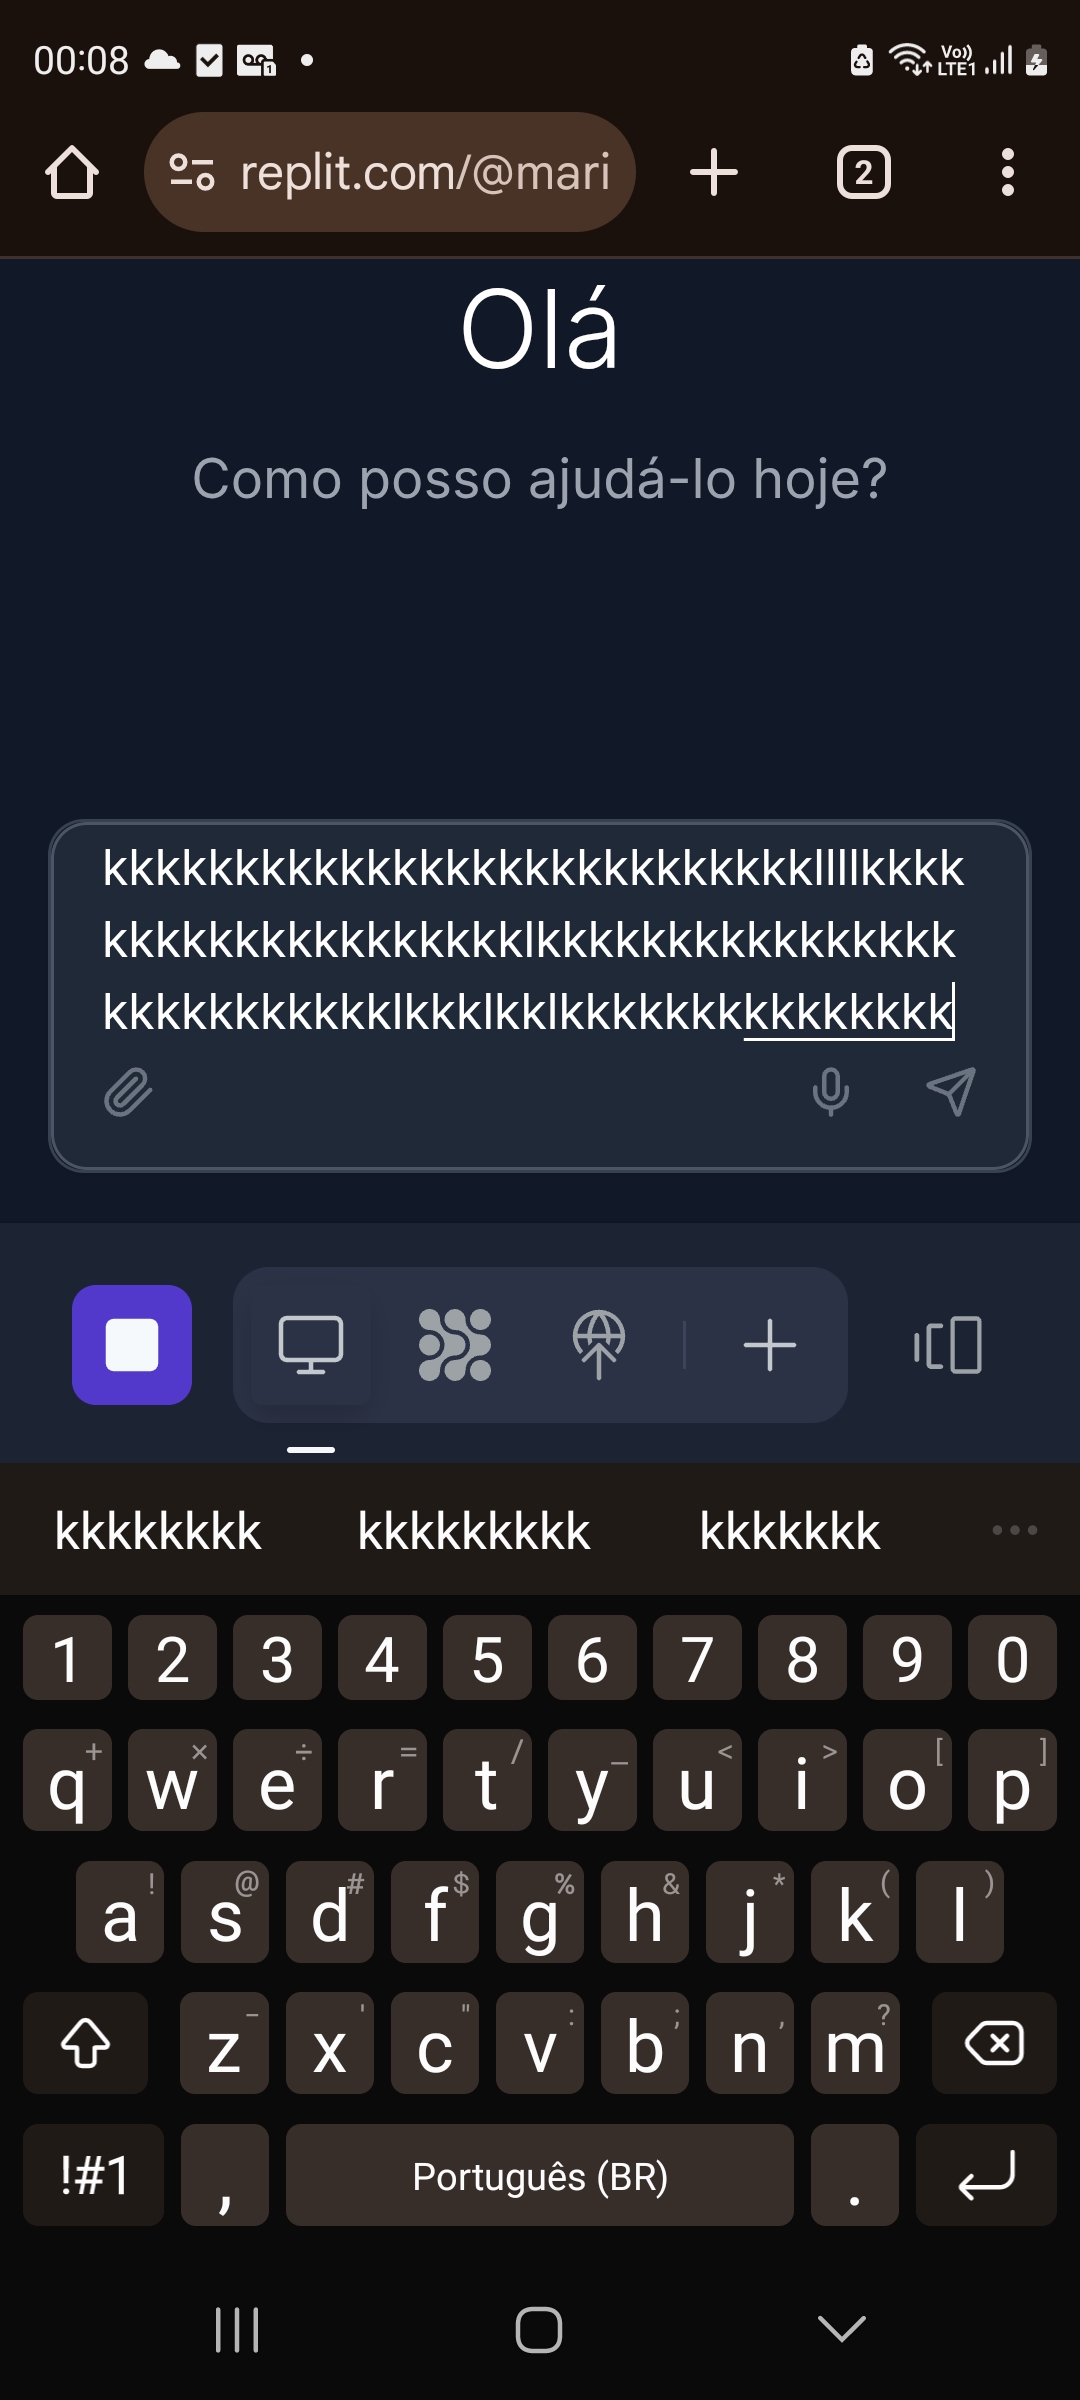 00:08
Vo)) LTE1
replit.com/@mari
2
Olá
Como posso ajudá-lo hoje?
kkkkkkkkkkkkkkkkkkkkkkkkkkkllllkkkk
kkkkkkkkkkkkkkkklkkkkkkkkkkkkkkkk
kkkkkkkkkkklkkklkklkkkkkkkkkkkkkkk
kkkkkkkk kkkkkkkkk kkkkkkk
1 2 3 4 5 6 7 8 9 0
+ × ÷ = / _ < > [ ]
q w e r t y u i o p
! @ # $ % & * ( )
a s d f g h j k l
- ' " : ; , ?
z x c v b n m
!#1 , Português (BR) .